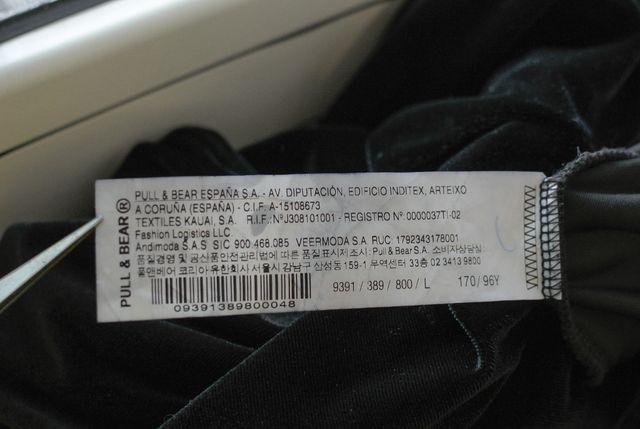 PULL & BEAR®
PULL & BEAR ESPAÑA S.A. - AV. DIPUTACIÓN, EDIFICIO INDITEX, ARTEIXO
A CORUÑA (ESPAÑA) - C.I.F. A-15108673
TEXTILES KAUAI, S.A. R.I.F.: Nº J308101001 - REGISTRO Nº: 0000037TI-02
Fashion Logistics LLC
Andimoda S.A.S SIC 900.468.085 VEERMODA S.A. RUC 1792343178001
품질경영 및 공산품안전관리법에 따른 품질표시제조사: Pull & Bear S.A. 소비자상담실:
풀앤베어 코리아유한회사 서울시 강남구 삼성동 159-1 무역센터 33층 02 3413 9800
09391389800048
9391 / 389 / 800 / L 170 / 96Y